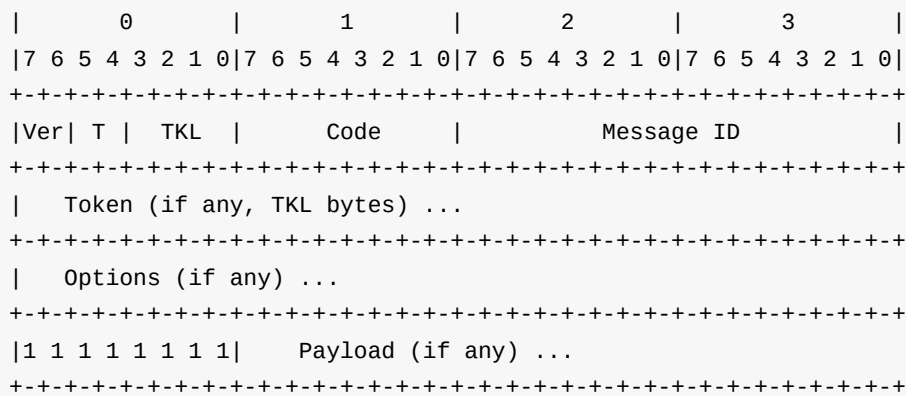 |       0       |       1       |       2       |       3       |
|7 6 5 4 3 2 1 0|7 6 5 4 3 2 1 0|7 6 5 4 3 2 1 0|7 6 5 4 3 2 1 0|
+-+-+-+-+-+-+-+-+-+-+-+-+-+-+-+-+-+-+-+-+-+-+-+-+-+-+-+-+-+-+-+-+
|Ver| T |  TKL  |      Code     |          Message ID           |
+-+-+-+-+-+-+-+-+-+-+-+-+-+-+-+-+-+-+-+-+-+-+-+-+-+-+-+-+-+-+-+-+
|   Token (if any, TKL bytes) ...
+-+-+-+-+-+-+-+-+-+-+-+-+-+-+-+-+-+-+-+-+-+-+-+-+-+-+-+-+-+-+-+-+
|   Options (if any) ...
+-+-+-+-+-+-+-+-+-+-+-+-+-+-+-+-+-+-+-+-+-+-+-+-+-+-+-+-+-+-+-+-+
|1 1 1 1 1 1 1 1|    Payload (if any) ...
+-+-+-+-+-+-+-+-+-+-+-+-+-+-+-+-+-+-+-+-+-+-+-+-+-+-+-+-+-+-+-+-+